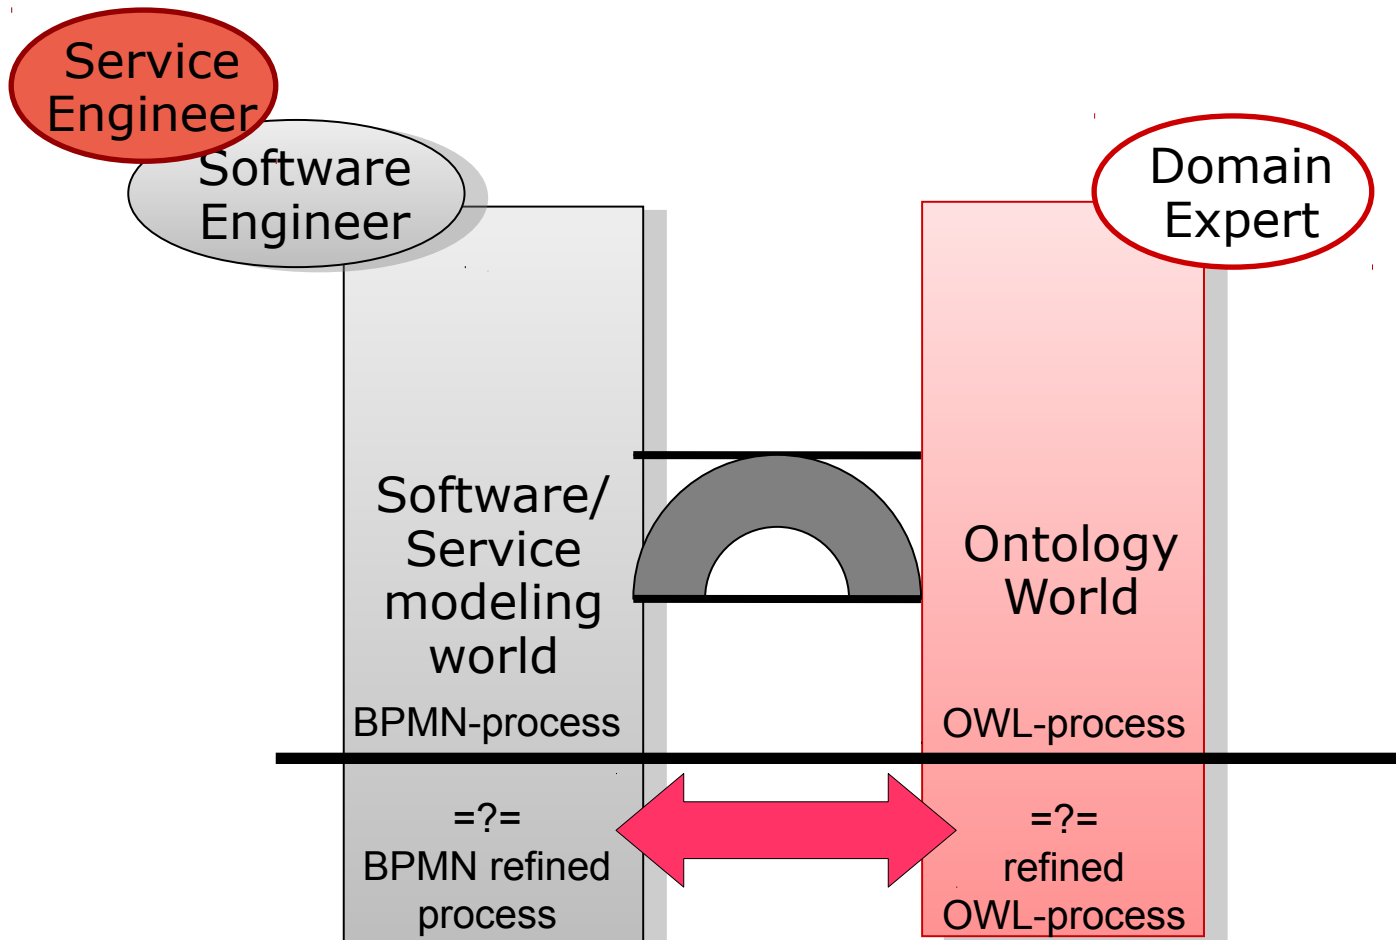 Service
Engineer
Software
Engineer
Domain
Expert
Software/
Service
modeling
world
BPMN-process
Ontology
World
OWL-process
=?=
BPMN refined
process
=?=
refined
OWL-process